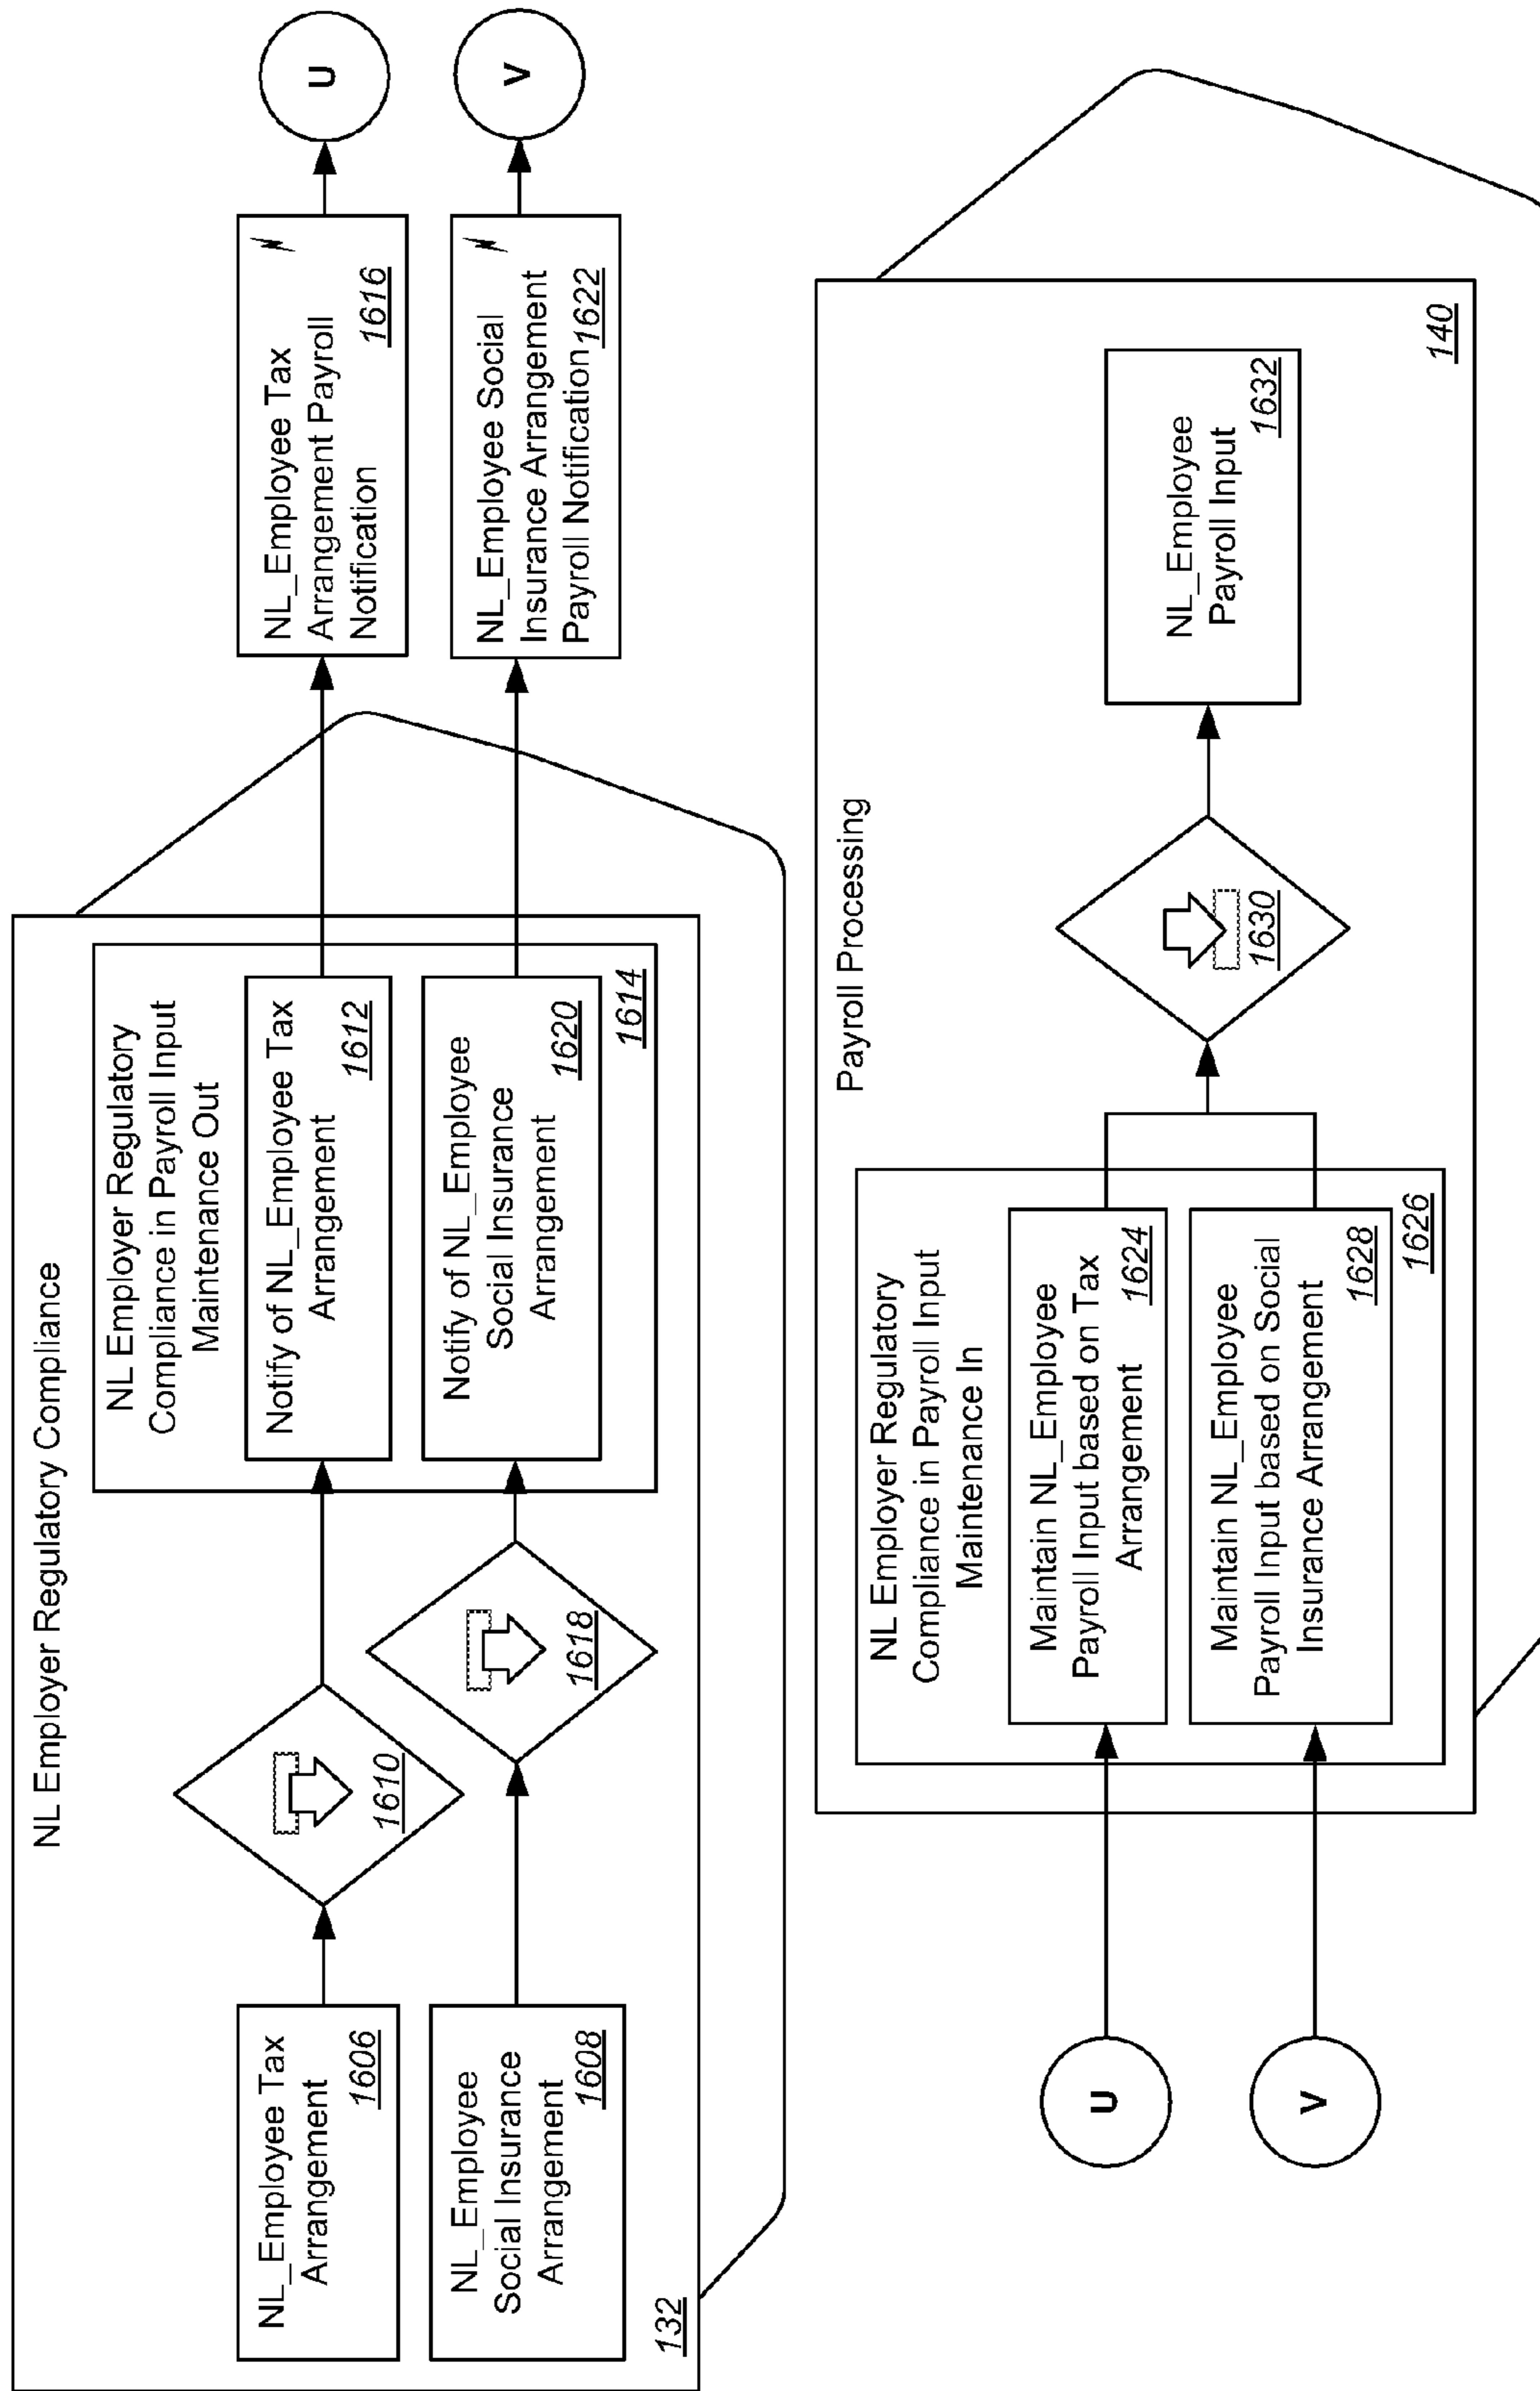 NL Employer Regulatory Compliance
NL_Employee Tax
Arrangement
1606
NL_Employee
Social Insurance
Arrangement
1608
1610
1618
NL Employer Regulatory
Compliance in Payroll Input
Maintenance Out
Notify of NL_Employee Tax
Arrangement
1612
Notify of NL_Employee
Social Insurance
Arrangement
1620
1614
132
NL_Employee Tax
Arrangement Payroll
Notification
1616
NL_Employee Social
Insurance Arrangement
Payroll Notification
1622
U
V
Payroll Processing
U
V
NL Employer Regulatory
Compliance in Payroll Input
Maintenance In
Maintain NL_Employee
Payroll Input based on Tax
Arrangement
1624
Maintain NL_Employee
Payroll Input based on Social
Insurance Arrangement
1628
1626
1630
NL_Employee
Payroll Input
1632
140